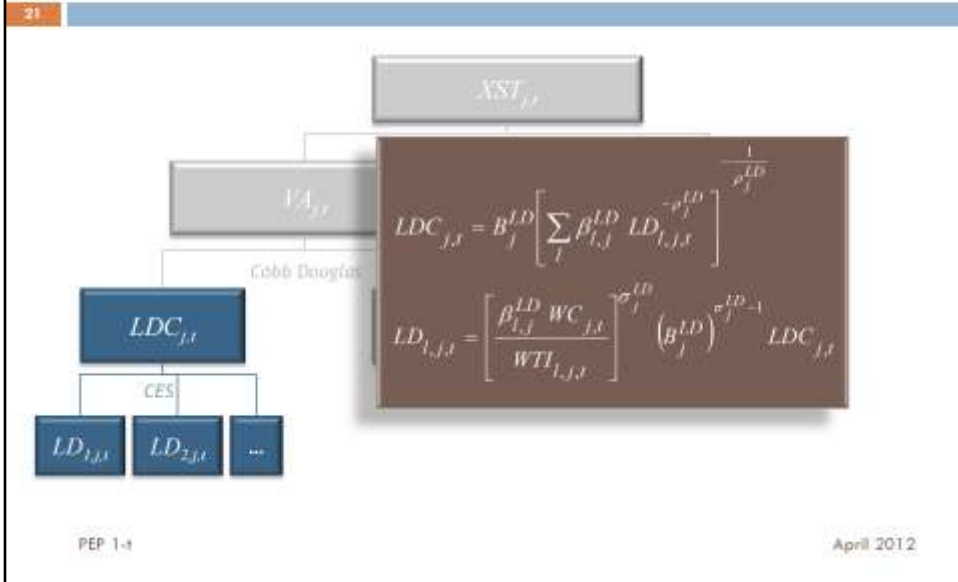 21
XST_{j,t}
VA_{j,t}
Cobb Douglas
LDC_{j,t} = B_j^{LD} [ ∑_l β_{l,j}^{LD} LD_{l,j,t}^{-ρ_j^{LD}} ]^{-1/ρ_j^{LD}}
LD_{l,j,t} = [ β_{l,j}^{LD} WC_{j,t} / WTI_{l,j,t} ]^{σ_j^{LD}} (B_j^{LD})^{σ_j^{LD}-1} LDC_{j,t}
LDC_{j,t}
CES
LD_{1,j,t} LD_{2,j,t} ...
PEP 1-t April 2012